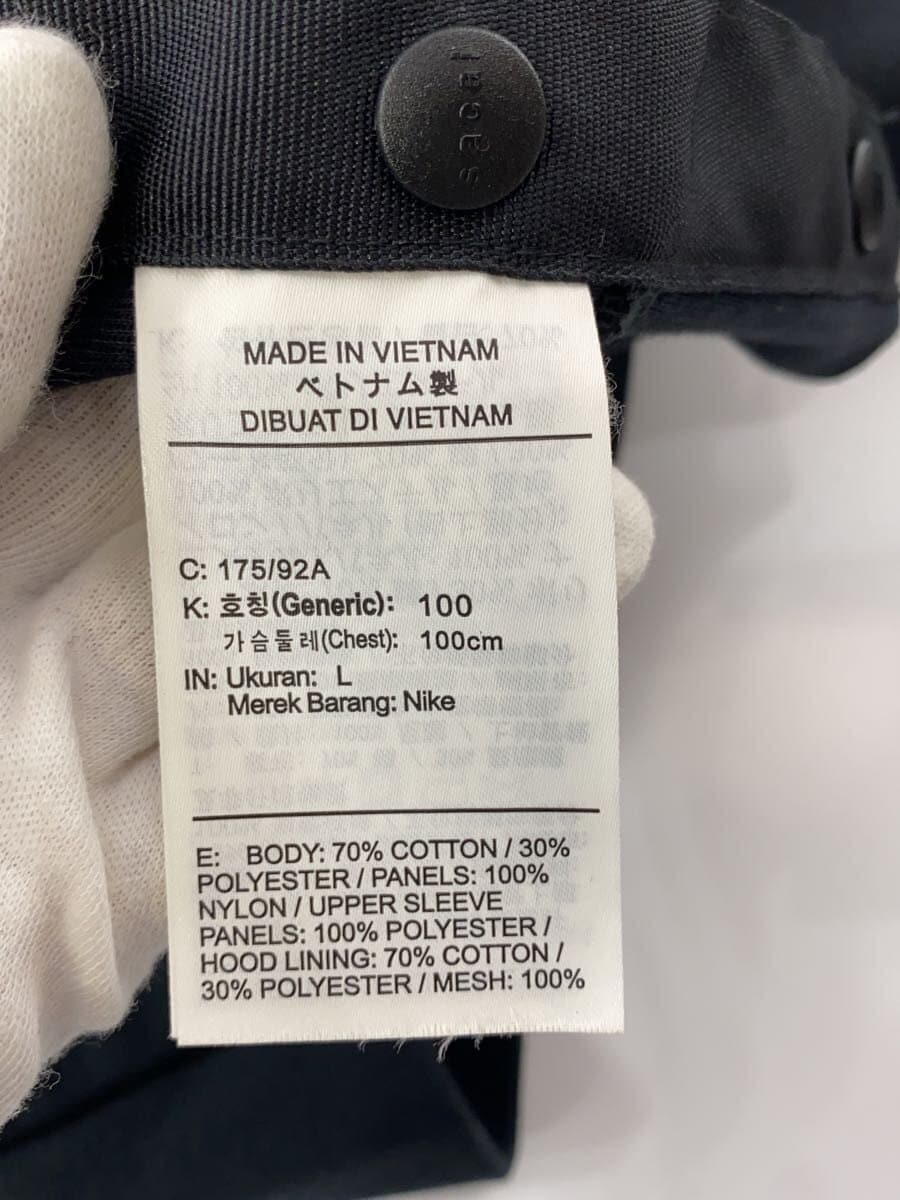 sacai
MADE IN VIETNAM
ベトナム製
DIBUAT DI VIETNAM
C: 175/92A
K: 호칭(Generic): 100
가슴둘레(Chest): 100cm
IN: Ukuran: L
Merek Barang: Nike
E: BODY: 70% COTTON / 30%
POLYESTER / PANELS: 100%
NYLON / UPPER SLEEVE
PANELS: 100% POLYESTER /
HOOD LINING: 70% COTTON /
30% POLYESTER / MESH: 100%